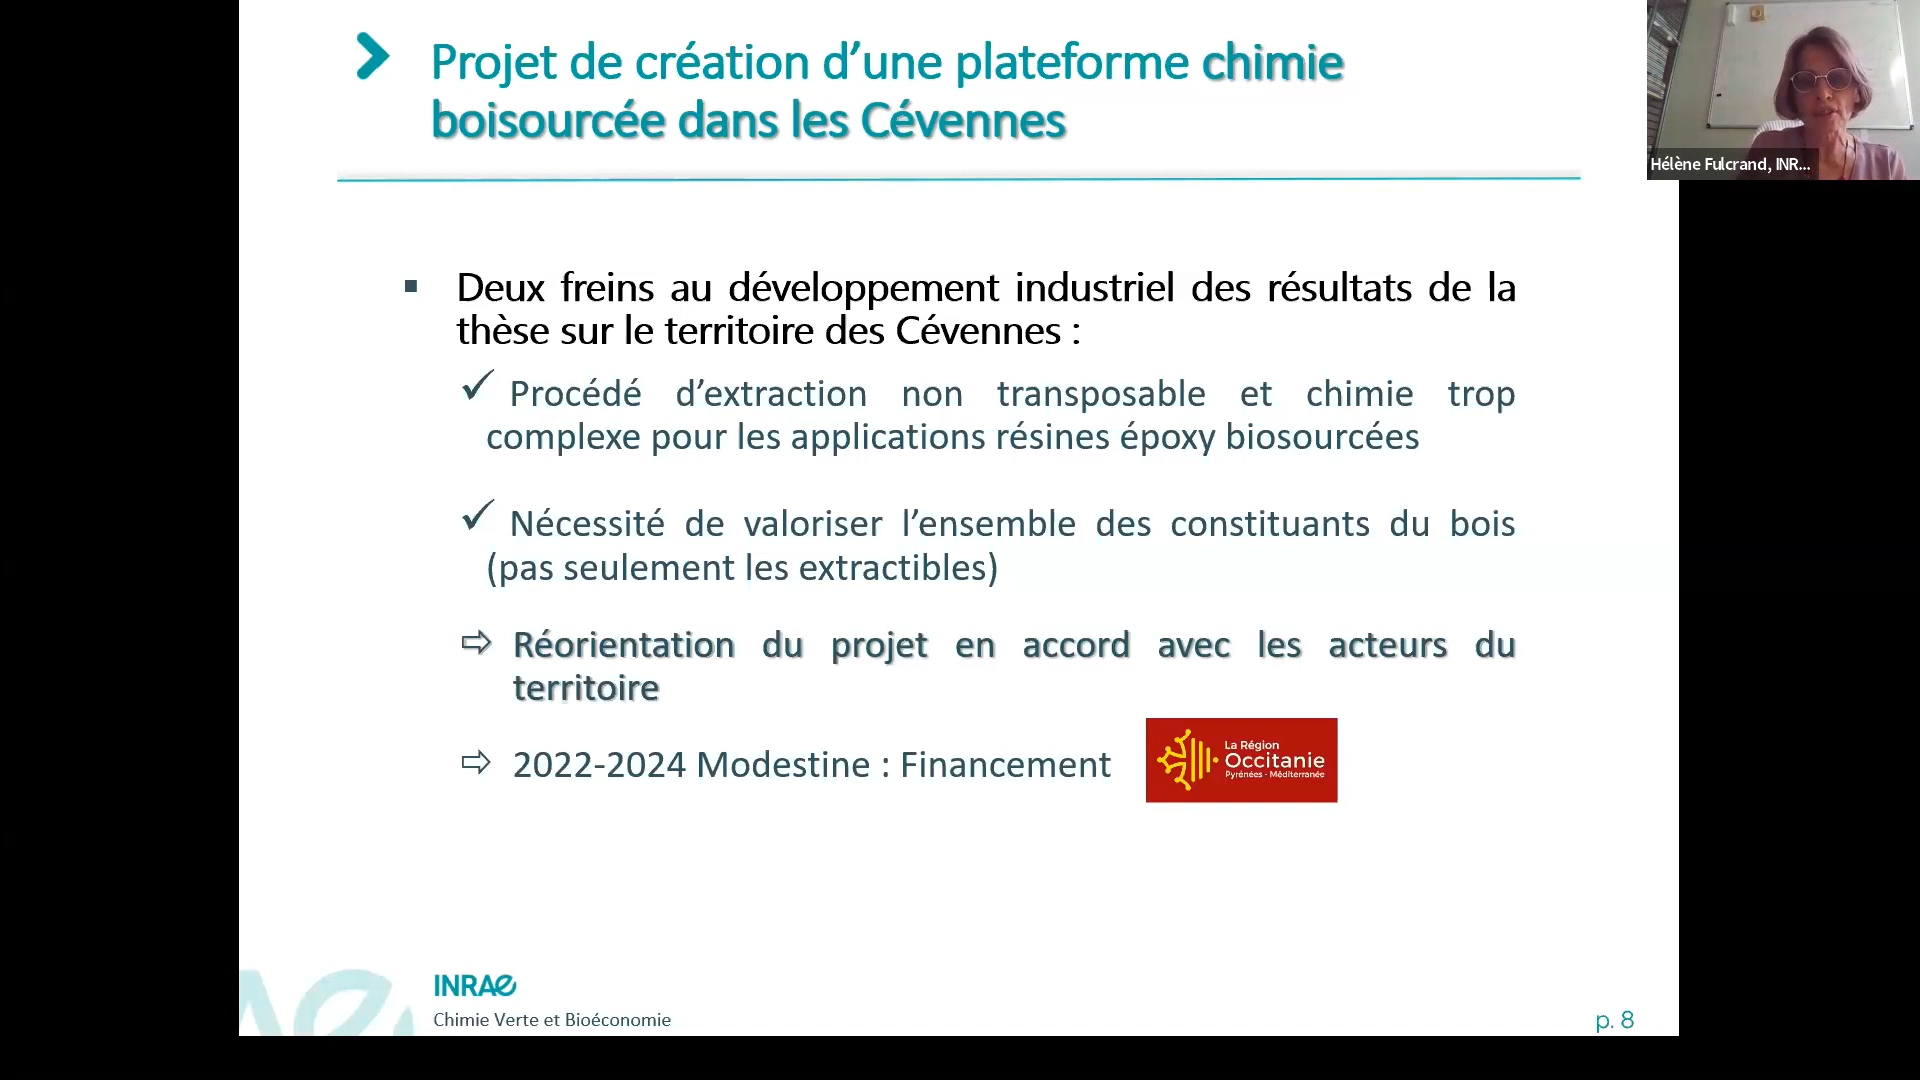 Projet de création d’une plateforme chimie
boisourcée dans les Cévennes
Hélène Fulcrand, INR...
▪ Deux freins au développement industriel des résultats de la
thèse sur le territoire des Cévennes :
✓ Procédé d’extraction non transposable et chimie trop
complexe pour les applications résines époxy biosourcées
✓ Nécessité de valoriser l’ensemble des constituants du bois
(pas seulement les extractibles)
⇨ Réorientation du projet en accord avec les acteurs du
territoire
⇨ 2022-2024 Modestine : Financement
La Région
Occitanie
Pyrénées - Méditerranée
INRAE
Chimie Verte et Bioéconomie
p. 8